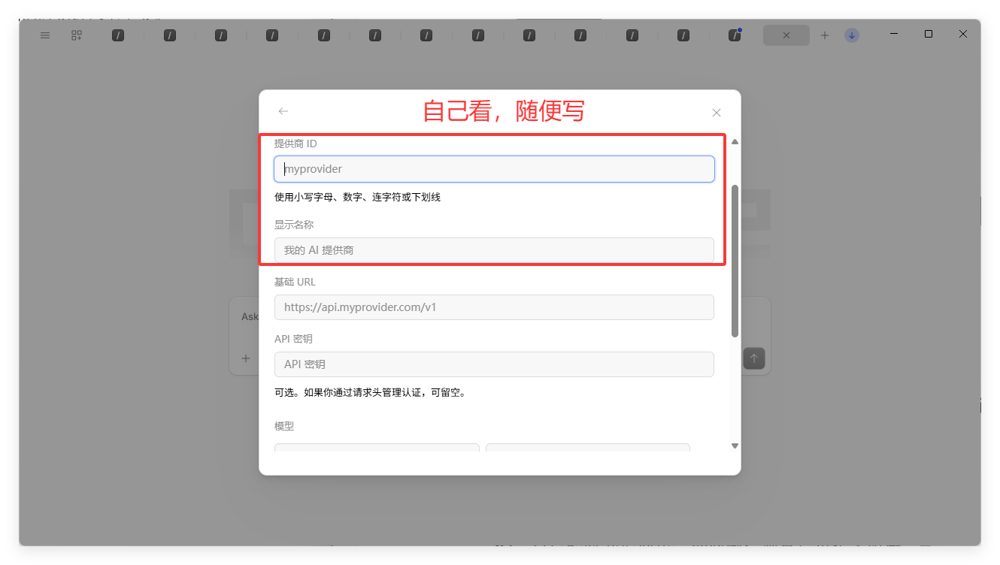 自己看，随便写
提供商 ID
myprovider
使用小写字母、数字、连字符或下划线
显示名称
我的 AI 提供商
基础 URL
https://api.myprovider.com/v1
Ask
API 密钥
API 密钥
可选。如果你通过请求头管理认证，可留空。
模型